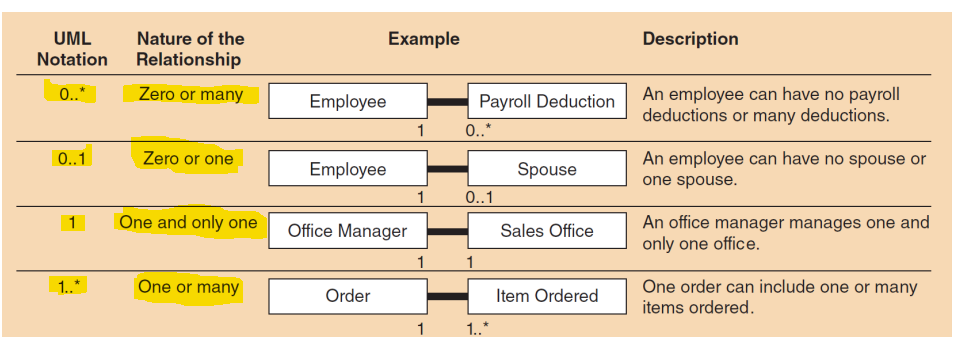 UML Nature of the Example Description
Notation Relationship
0..* Zero or many Employee Payroll Deduction An employee can have no payroll
deductions or many deductions.
1 0..*
0..1 Zero or one Employee Spouse An employee can have no spouse or
one spouse.
1 0..1
1 One and only one Office Manager Sales Office An office manager manages one and
only one office.
1 1
1..* One or many Order Item Ordered One order can include one or many
items ordered.
1 1..*